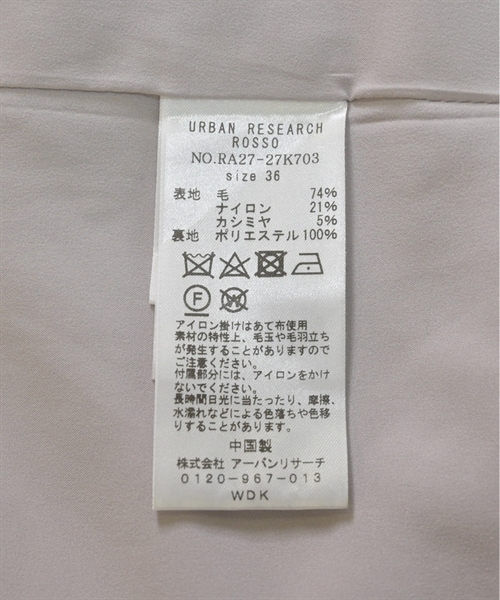 URBAN RESEARCH
ROSSO
NO.RA27-27K703
size 36
表地 毛 74%
ナイロン 21%
カシミヤ 5%
裏地 ポリエステル 100%
F W
アイロン掛けはあて布使用
素材の特性上、毛玉や毛羽立ち
が発生することがありますので
ご注意ください。
付属部分には、アイロンをかけ
ないでください。
長時間日光に当たったり、摩擦、
水濡れなどによる色落ちや色移
りすることがあります。
中国製
株式会社 アーバンリサーチ
0120-967-013
WDK